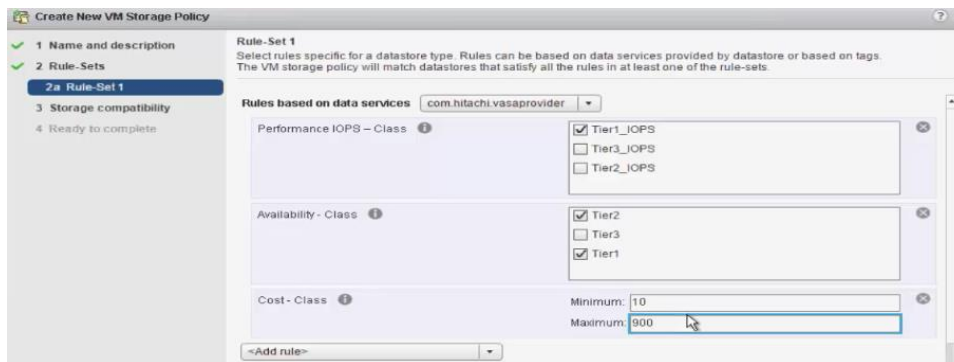 Create New VM Storage Policy
?
1 Name and description
2 Rule-Sets
2a Rule-Set 1
3 Storage compatibility
4 Ready to complete
Rule-Set 1
Select rules specific for a datastore type. Rules can be based on data services provided by datastore or based on tags.
The VM storage policy will match datastores that satisfy all the rules in at least one of the rule-sets.
Rules based on data services com.hitachi.vasaprovider
Performance IOPS – Class
Tier1_IOPS
Tier3_IOPS
Tier2_IOPS
Availability - Class
Tier2
Tier3
Tier1
Cost - Class
Minimum: 10
Maximum: 900
<Add rule>